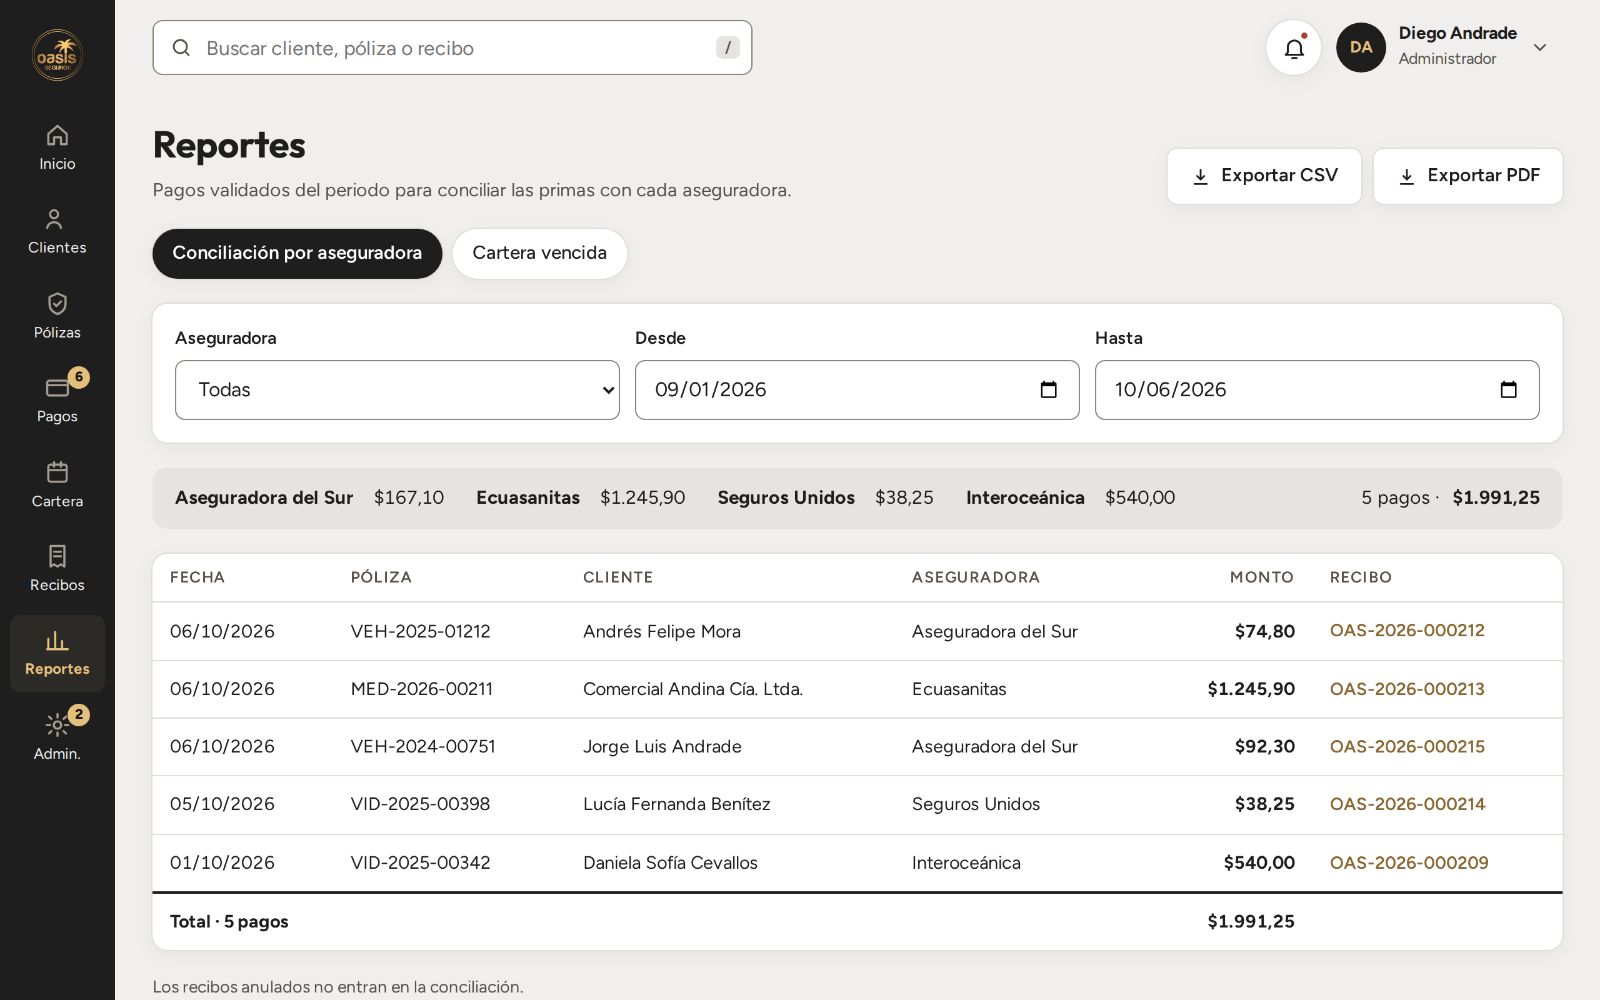 oasis
SEGUROS
Buscar cliente, póliza o recibo
/
DA
Diego Andrade
Administrador
Inicio
Clientes
Pólizas
6
Pagos
Cartera
Recibos
Reportes
2
Admin.
Reportes
Pagos validados del periodo para conciliar las primas con cada aseguradora.
Exportar CSV
Exportar PDF
Conciliación por aseguradora
Cartera vencida
Aseguradora
Desde
Hasta
Todas
09/01/2026
10/06/2026
Aseguradora del Sur $167,10 Ecuasanitas $1.245,90 Seguros Unidos $38,25 Interoceánica $540,00 5 pagos · $1.991,25
FECHA PÓLIZA CLIENTE ASEGURADORA MONTO RECIBO
06/10/2026 VEH-2025-01212 Andrés Felipe Mora Aseguradora del Sur $74,80 OAS-2026-000212
06/10/2026 MED-2026-00211 Comercial Andina Cía. Ltda. Ecuasanitas $1.245,90 OAS-2026-000213
06/10/2026 VEH-2024-00751 Jorge Luis Andrade Aseguradora del Sur $92,30 OAS-2026-000215
05/10/2026 VID-2025-00398 Lucía Fernanda Benítez Seguros Unidos $38,25 OAS-2026-000214
01/10/2026 VID-2025-00342 Daniela Sofía Cevallos Interoceánica $540,00 OAS-2026-000209
Total · 5 pagos $1.991,25
Los recibos anulados no entran en la conciliación.